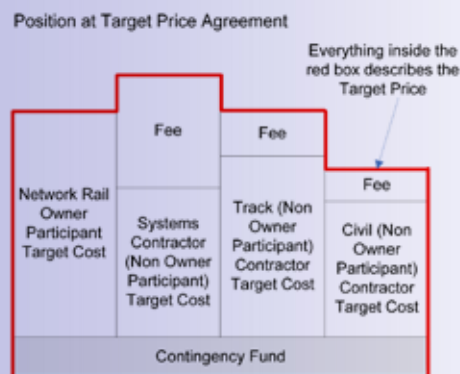 Position at Target Price Agreement
Everything inside the
red box describes the
Target Price
Fee
Fee
Fee
Network Rail
Owner
Participant
Target Cost
Systems
Contractor
(Non Owner
Participant)
Target Cost
Track (Non
Owner
Participant)
Contractor
Target Cost
Civil (Non
Owner
Participant)
Contractor
Target Cost
Contingency Fund